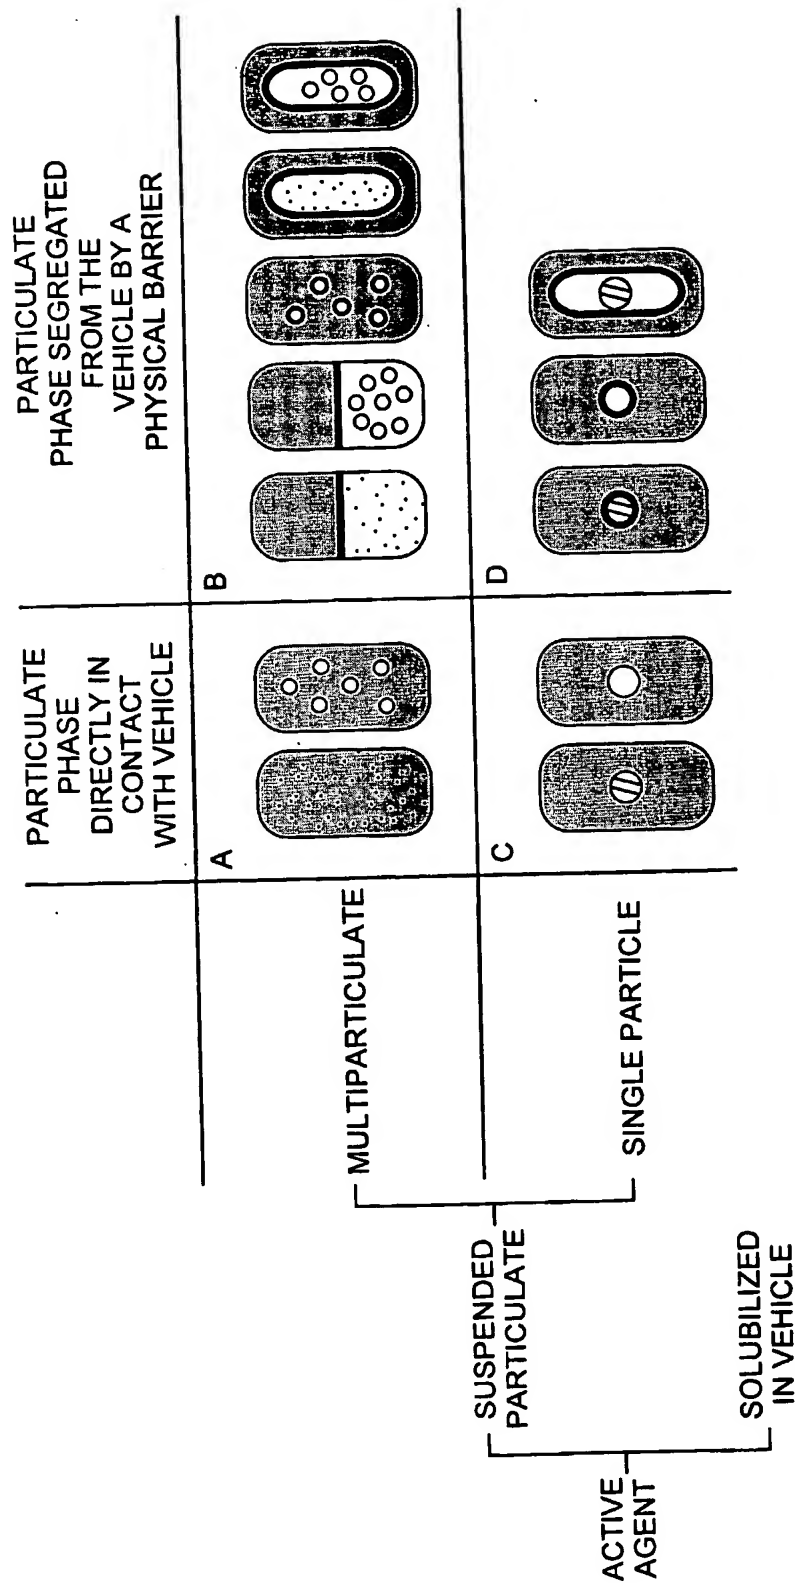 PARTICULATE
PHASE
DIRECTLY IN
CONTACT
WITH VEHICLE
PARTICULATE
PHASE SEGREGATED
FROM THE
VEHICLE BY A
PHYSICAL BARRIER
ACTIVE
AGENT
SUSPENDED
PARTICULATE
MULTIPARTICULATE
A
B
SINGLE PARTICLE
C
D
SOLUBILIZED
IN VEHICLE